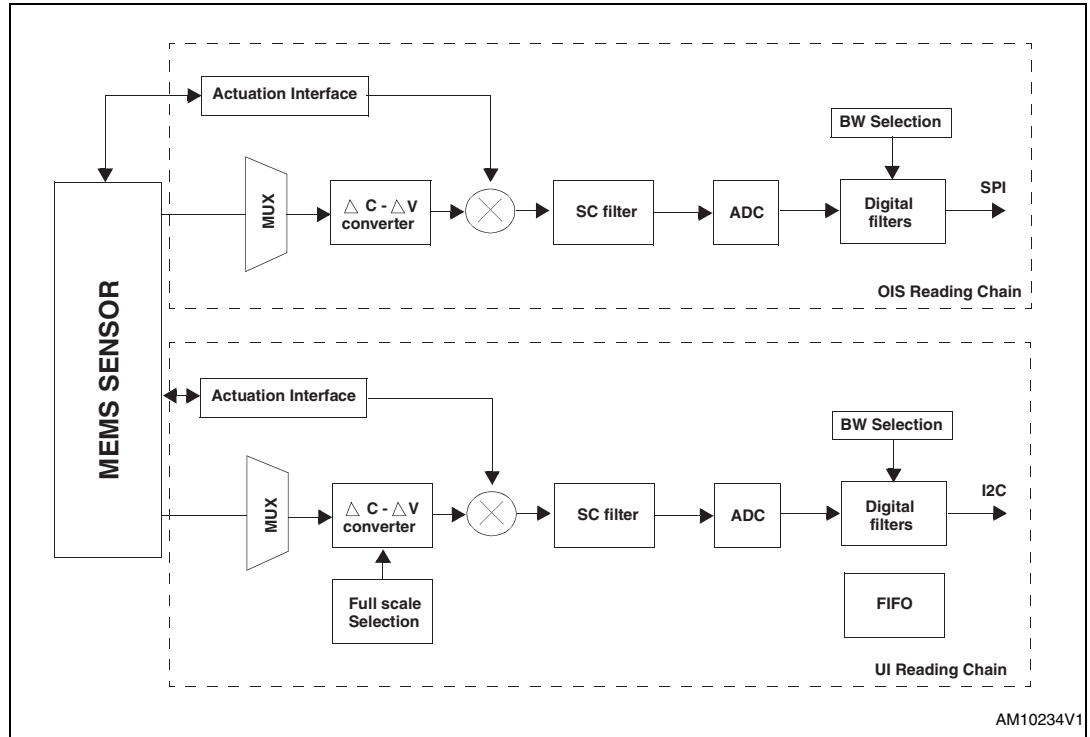 Actuation Interface
BW Selection
SPI
MUX
△ C - △V
converter
SC filter
ADC
Digital
filters
OIS Reading Chain
MEMS SENSOR
Actuation Interface
BW Selection
I2C
MUX
△ C - △V
converter
SC filter
ADC
Digital
filters
Full scale
Selection
FIFO
UI Reading Chain
AM10234V1